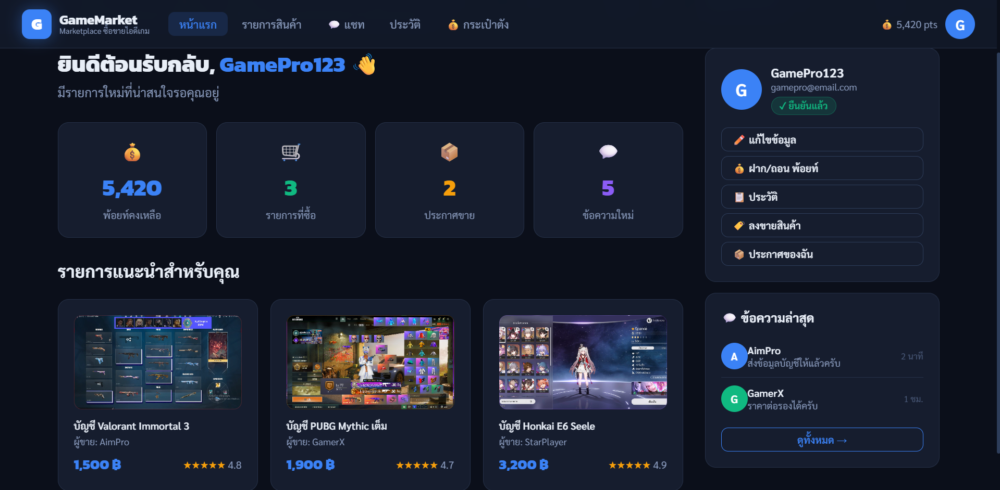 G
GameMarket
Marketplace ซื้อขายไอดีเกม
หน้าแรก
รายการสินค้า
💬 แชท
ประวัติ
💰 กระเป๋าตัง
💰 5,420 pts
G
ยินดีต้อนรับกลับ, GamePro123 👋
มีรายการใหม่ที่น่าสนใจรอคุณอยู่
5,420
พ้อยท์คงเหลือ
3
รายการที่ซื้อ
2
ประกาศขาย
5
ข้อความใหม่
รายการแนะนำสำหรับคุณ
บัญชี Valorant Immortal 3
ผู้ขาย: AimPro
1,500 ฿
★★★★★ 4.8
Lv.77
บัญชี PUBG Mythic เต็ม
ผู้ขาย: GamerX
1,900 ฿
★★★★★ 4.7
Sparxie
บัญชี Honkai E6 Seele
ผู้ขาย: StarPlayer
3,200 ฿
★★★★★ 4.9
G
GamePro123
gamepro@email.com
✓ ยืนยันแล้ว
แก้ไขข้อมูล
ฝาก/ถอน พ้อยท์
ประวัติ
ลงขายสินค้า
ประกาศของฉัน
💬 ข้อความล่าสุด
A
AimPro
ส่งข้อมูลบัญชีให้แล้วครับ
2 นาที
G
GamerX
ราคาต่อรองได้ครับ
1 ชม.
ดูทั้งหมด →